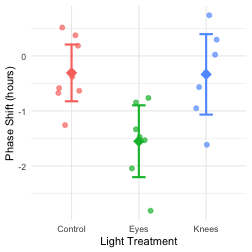 Phase Shift (hours)
0
-1
-2
Control Eyes Knees
Light Treatment